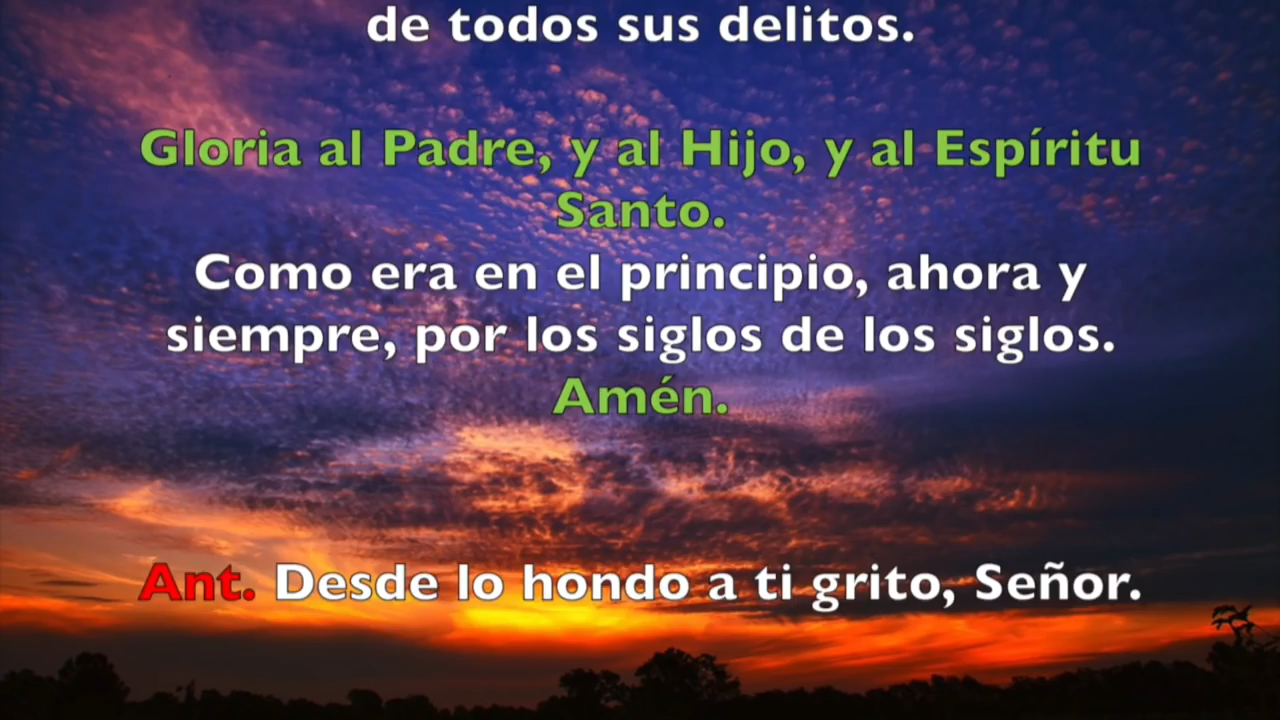 de todos sus delitos.
Gloria al Padre, y al Hijo, y al Espíritu
Santo.
Como era en el principio, ahora y
siempre, por los siglos de los siglos.
Amén.
Ant. Desde lo hondo a ti grito, Señor.